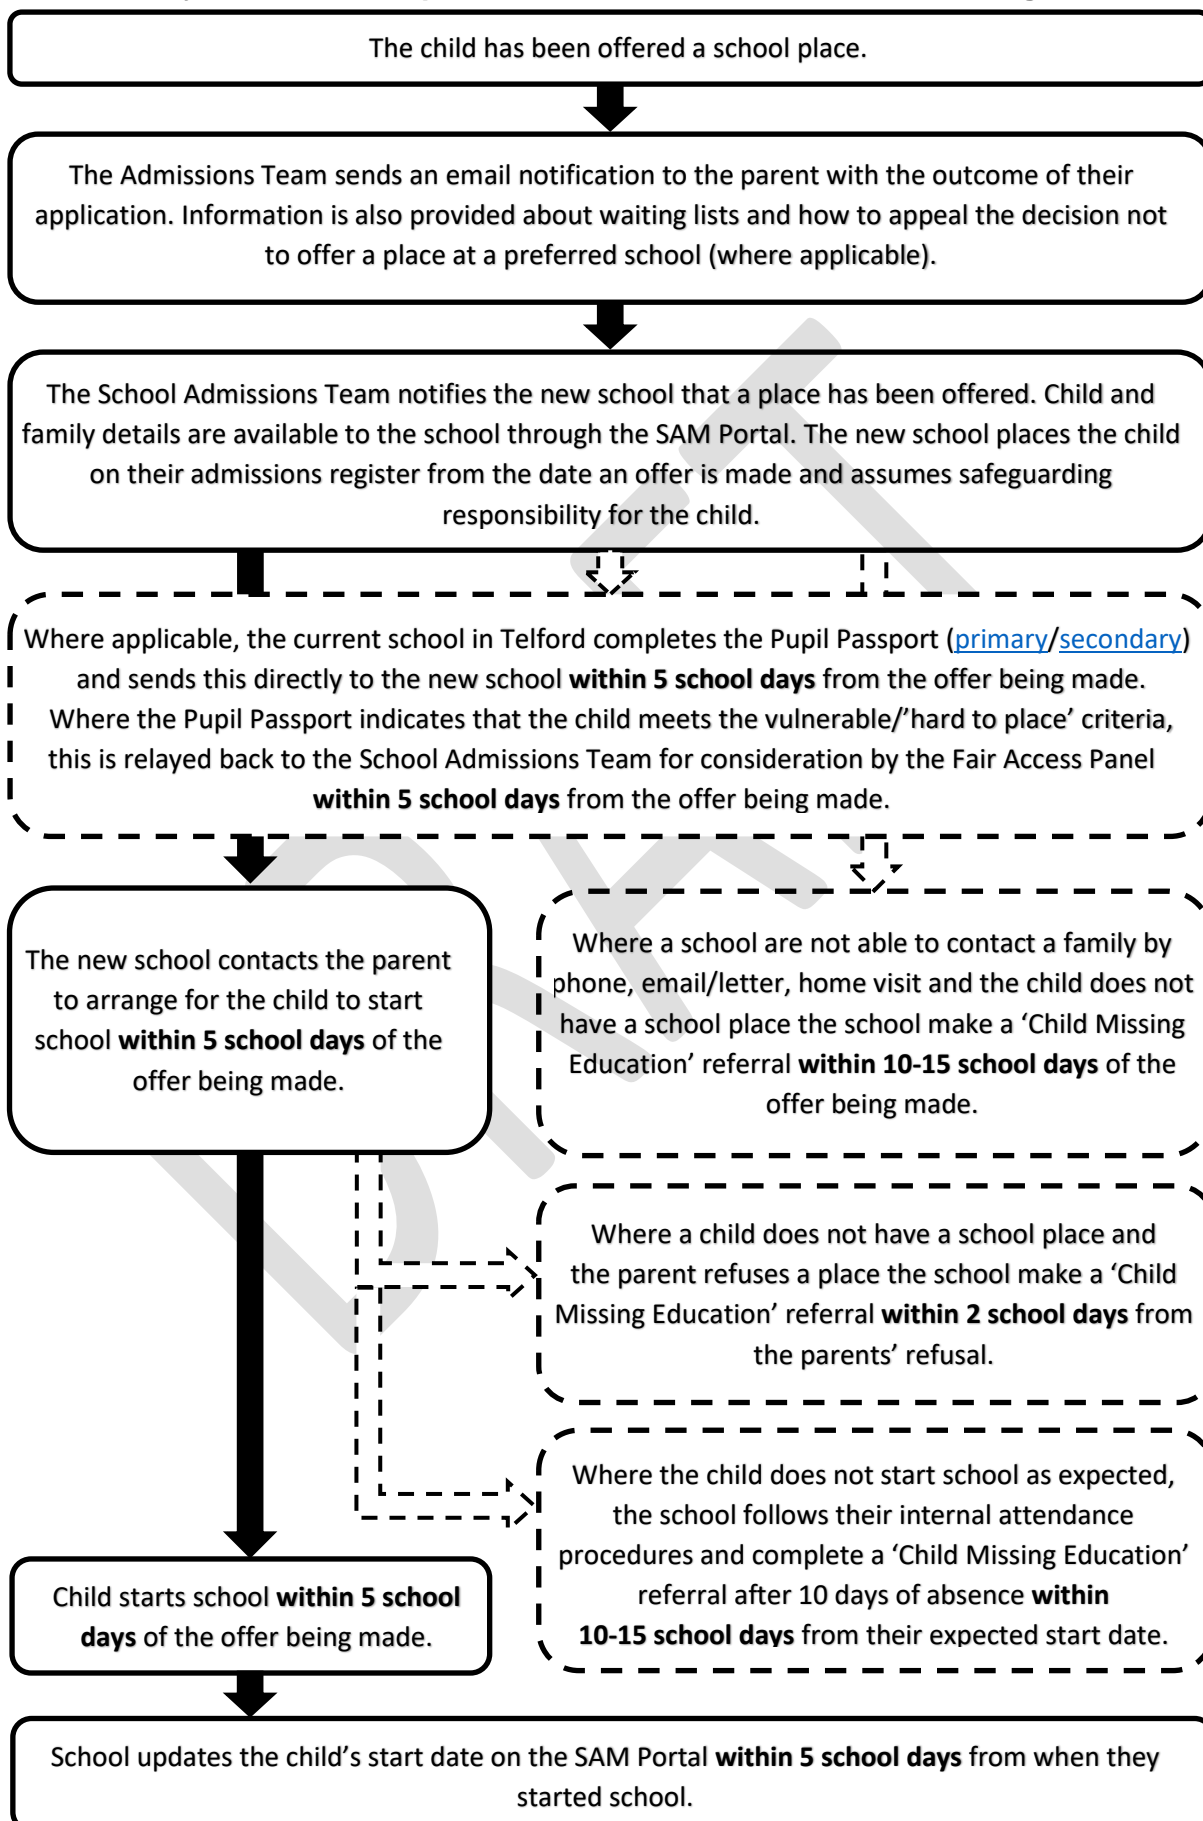 The child has been offered a school place.
The Admissions Team sends an email notification to the parent with the outcome of their
application. Information is also provided about waiting lists and how to appeal the decision not
to offer a place at a preferred school (where applicable).
The School Admissions Team notifies the new school that a place has been offered. Child and
family details are available to the school through the SAM Portal. The new school places the child
on their admissions register from the date an offer is made and assumes safeguarding
responsibility for the child.
Where applicable, the current school in Telford completes the Pupil Passport (primary/secondary)
and sends this directly to the new school within 5 school days from the offer being made.
Where the Pupil Passport indicates that the child meets the vulnerable/'hard to place' criteria,
this is relayed back to the School Admissions Team for consideration by the Fair Access Panel
within 5 school days from the offer being made.
The new school contacts the parent
to arrange for the child to start
school within 5 school days of the
offer being made.
Where a school are not able to contact a family by
phone, email/letter, home visit and the child does not
have a school place the school make a ‘Child Missing
Education’ referral within 10-15 school days of the
offer being made.
Where a child does not have a school place and
the parent refuses a place the school make a ‘Child
Missing Education’ referral within 2 school days from
the parents’ refusal.
Where the child does not start school as expected,
the school follows their internal attendance
procedures and complete a ‘Child Missing Education’
referral after 10 days of absence within
10-15 school days from their expected start date.
Child starts school within 5 school
days of the offer being made.
School updates the child’s start date on the SAM Portal within 5 school days from when they
started school.
DRAFT